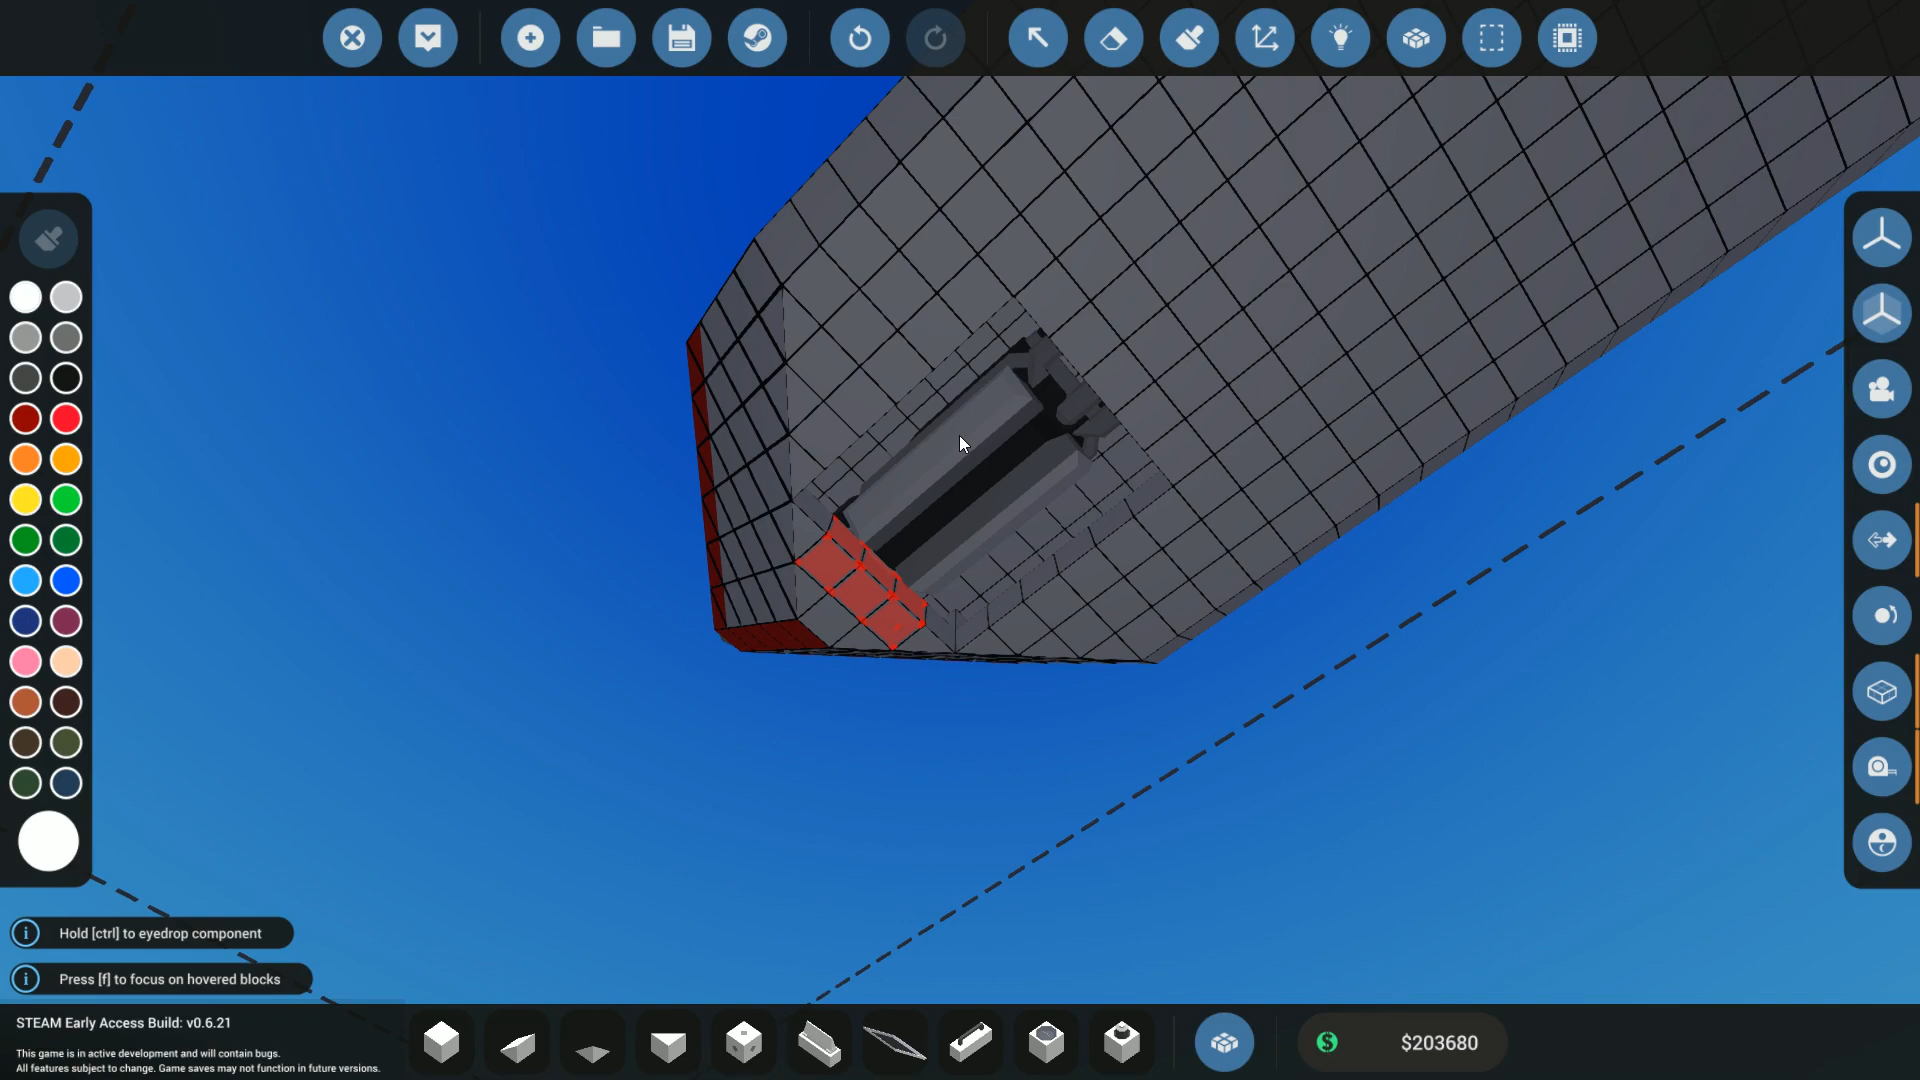 Hold [ctrl] to eyedrop component
Press [f] to focus on hovered blocks
STEAM Early Access Build: v0.6.21
This game is in active development and will contain bugs.
All features subject to change. Game saves may not function in future versions.
$203680